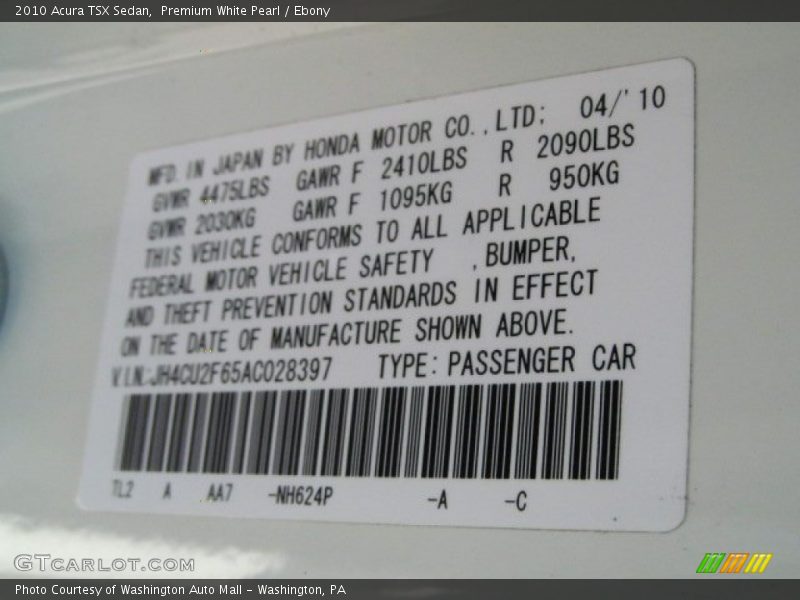 2010 Acura TSX Sedan, Premium White Pearl / Ebony
MFD. IN JAPAN BY HONDA MOTOR CO.,LTD; 04/'10
GVWR 4475LBS GAWR F 2410LBS R 2090LBS
GVWR 2030KG GAWR F 1095KG R 950KG
THIS VEHICLE CONFORMS TO ALL APPLICABLE
FEDERAL MOTOR VEHICLE SAFETY ,BUMPER,
AND THEFT PREVENTION STANDARDS IN EFFECT
ON THE DATE OF MANUFACTURE SHOWN ABOVE.
V.I.N:JH4CU2F65AC028397 TYPE: PASSENGER CAR
TL2 A AA7 -NH624P -A -C
GTCARLOT.COM
Photo Courtesy of Washington Auto Mall - Washington, PA